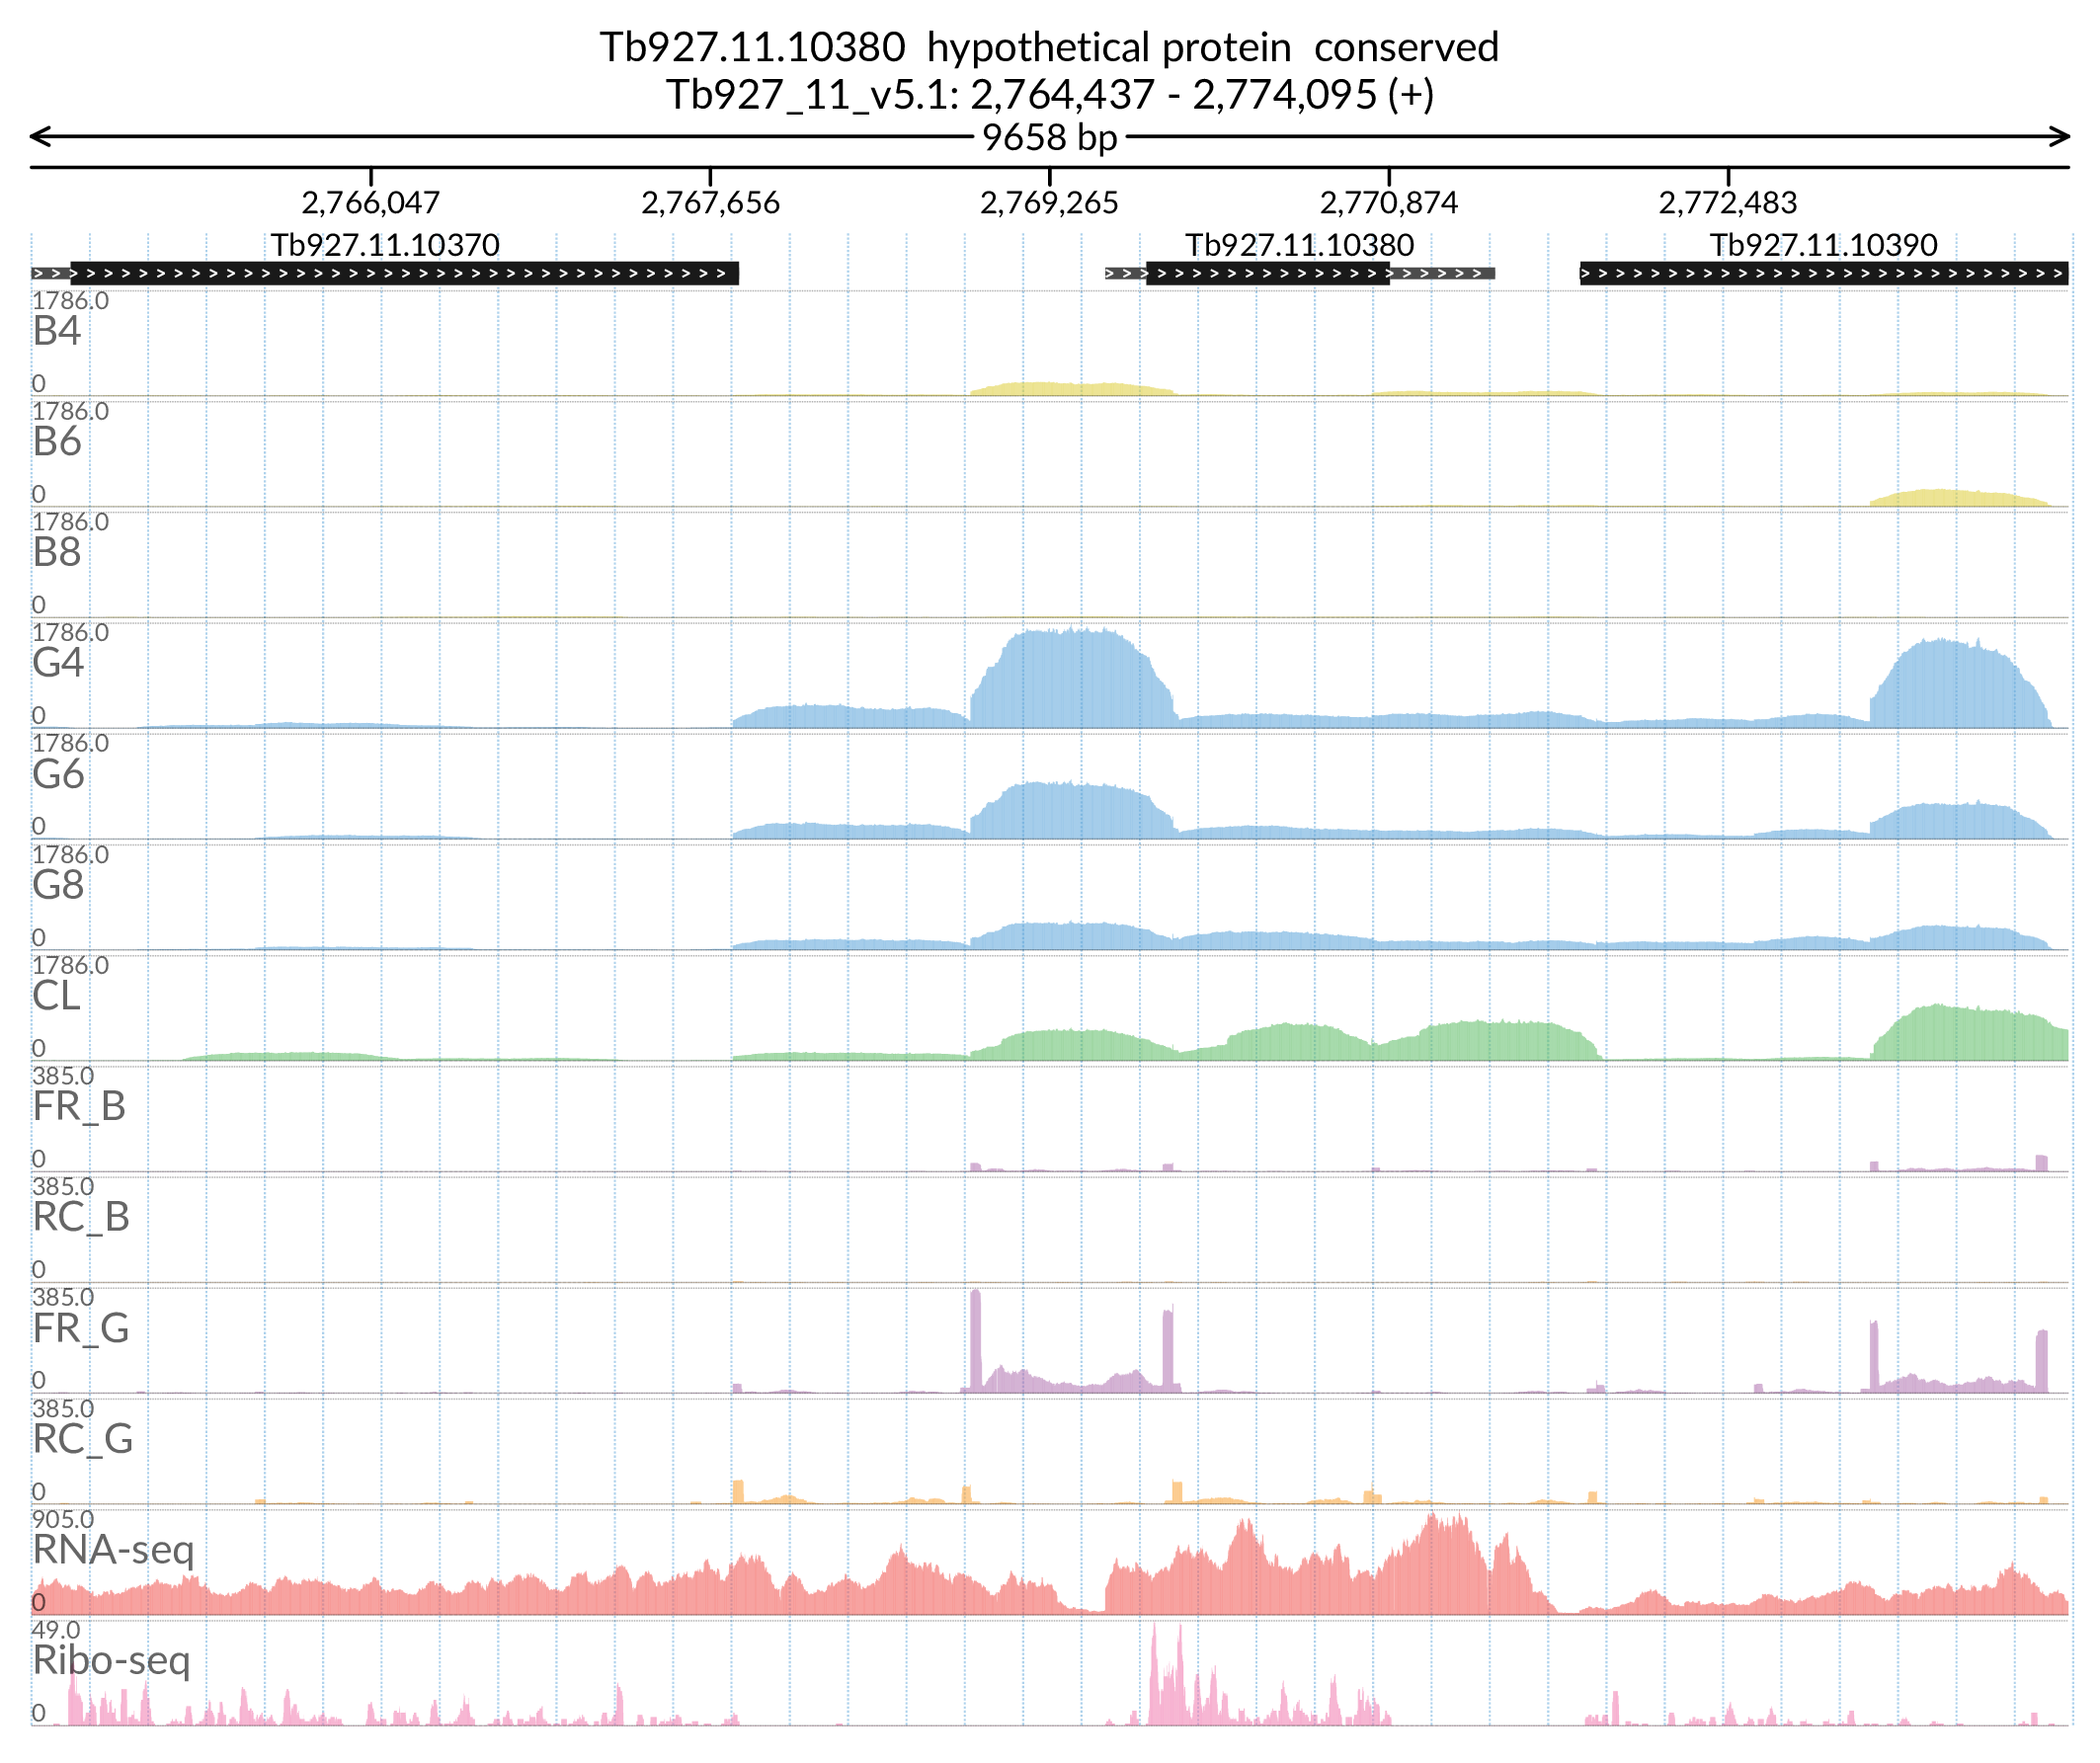 Tb927.11.10380 hypothetical protein conserved
Tb927_11_v5.1: 2,764,437 - 2,774,095 (+)
9658 bp
2,766,047 2,767,656 2,769,265 2,770,874 2,772,483
Tb927.11.10370 Tb927.11.10380 Tb927.11.10390
1786.0
B4
0
1786.0
B6
0
1786.0
B8
0
1786.0
G4
0
1786.0
G6
0
1786.0
G8
0
1786.0
CL
0
385.0
FR_B
0
385.0
RC_B
0
385.0
FR_G
0
385.0
RC_G
0
905.0
RNA-seq
0
49.0
Ribo-seq
0